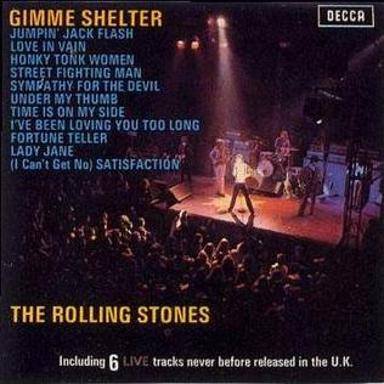 GIMME SHELTER
DECCA
JUMPIN' JACK FLASH
LOVE IN VAIN
HONKY TONK WOMEN
STREET FIGHTING MAN
SYMPATHY FOR THE DEVIL
UNDER MY THUMB
TIME IS ON MY SIDE
I'VE BEEN LOVING YOU TOO LONG
FORTUNE TELLER
LADY JANE
(I Can't Get No) SATISFACTION
THE ROLLING STONES
Including 6 LIVE tracks never before released in the U.K.